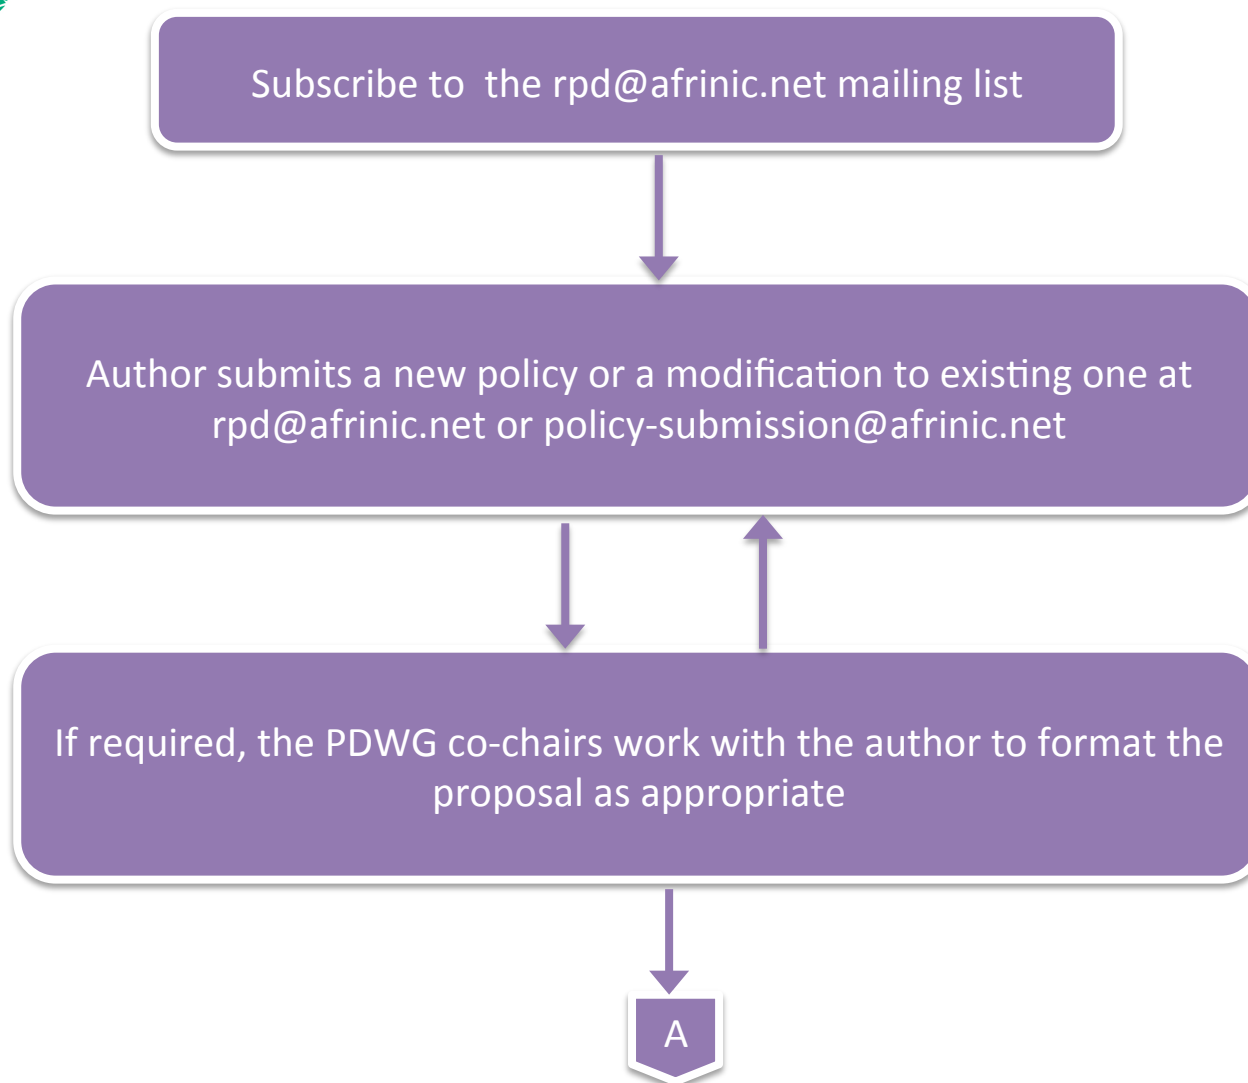 Subscribe to  the rpd@afrinic.net mailing list
Author submits a new policy or a modification to existing one at
rpd@afrinic.net or policy-submission@afrinic.net
If required, the PDWG co-chairs work with the author to format the
proposal as appropriate
A